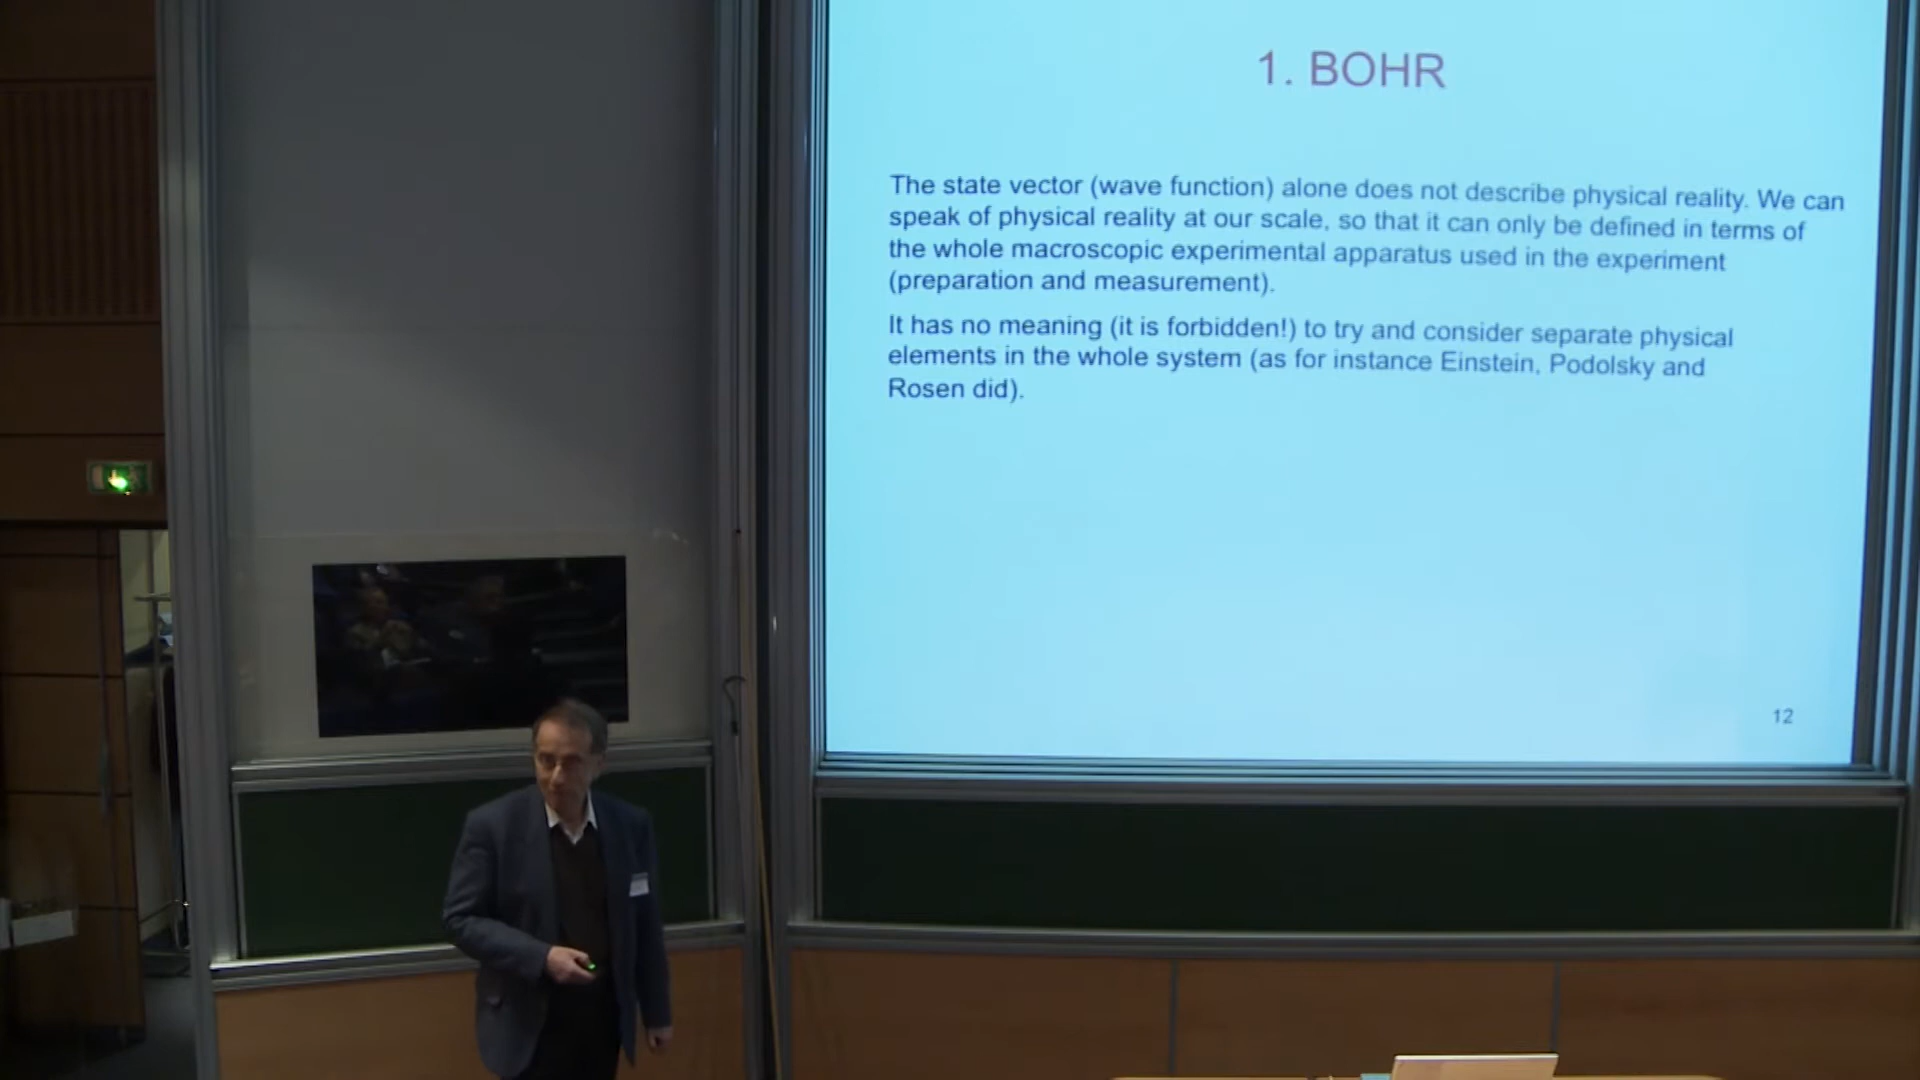 1. BOHR
The state vector (wave function) alone does not describe physical reality. We can
speak of physical reality at our scale, so that it can only be defined in terms of
the whole macroscopic experimental apparatus used in the experiment
(preparation and measurement).
It has no meaning (it is forbidden!) to try and consider separate physical
elements in the whole system (as for instance Einstein, Podolsky and
Rosen did).
12